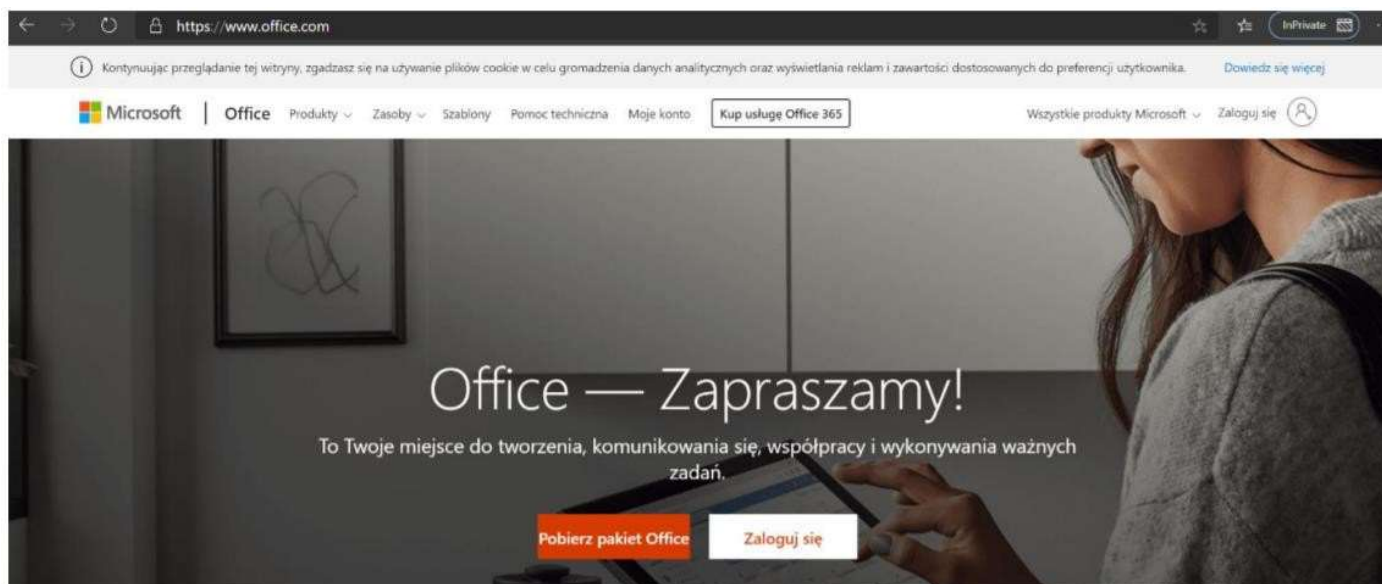 https://www.office.com
InPrivate
Kontynuując przeglądanie tej witryny, zgadzasz się na używanie plików cookie w celu gromadzenia danych analitycznych oraz wyświetlania reklam i zawartości dostosowanych do preferencji użytkownika. Dowiedz się więcej
Microsoft Office Produkty Zasoby Szablony Pomoc techniczna Moje konto Kup usługę Office 365 Wszystkie produkty Microsoft Zaloguj się
Office — Zapraszamy!
To Twoje miejsce do tworzenia, komunikowania się, współpracy i wykonywania ważnych
zadań.
Pobierz pakiet Office Zaloguj się